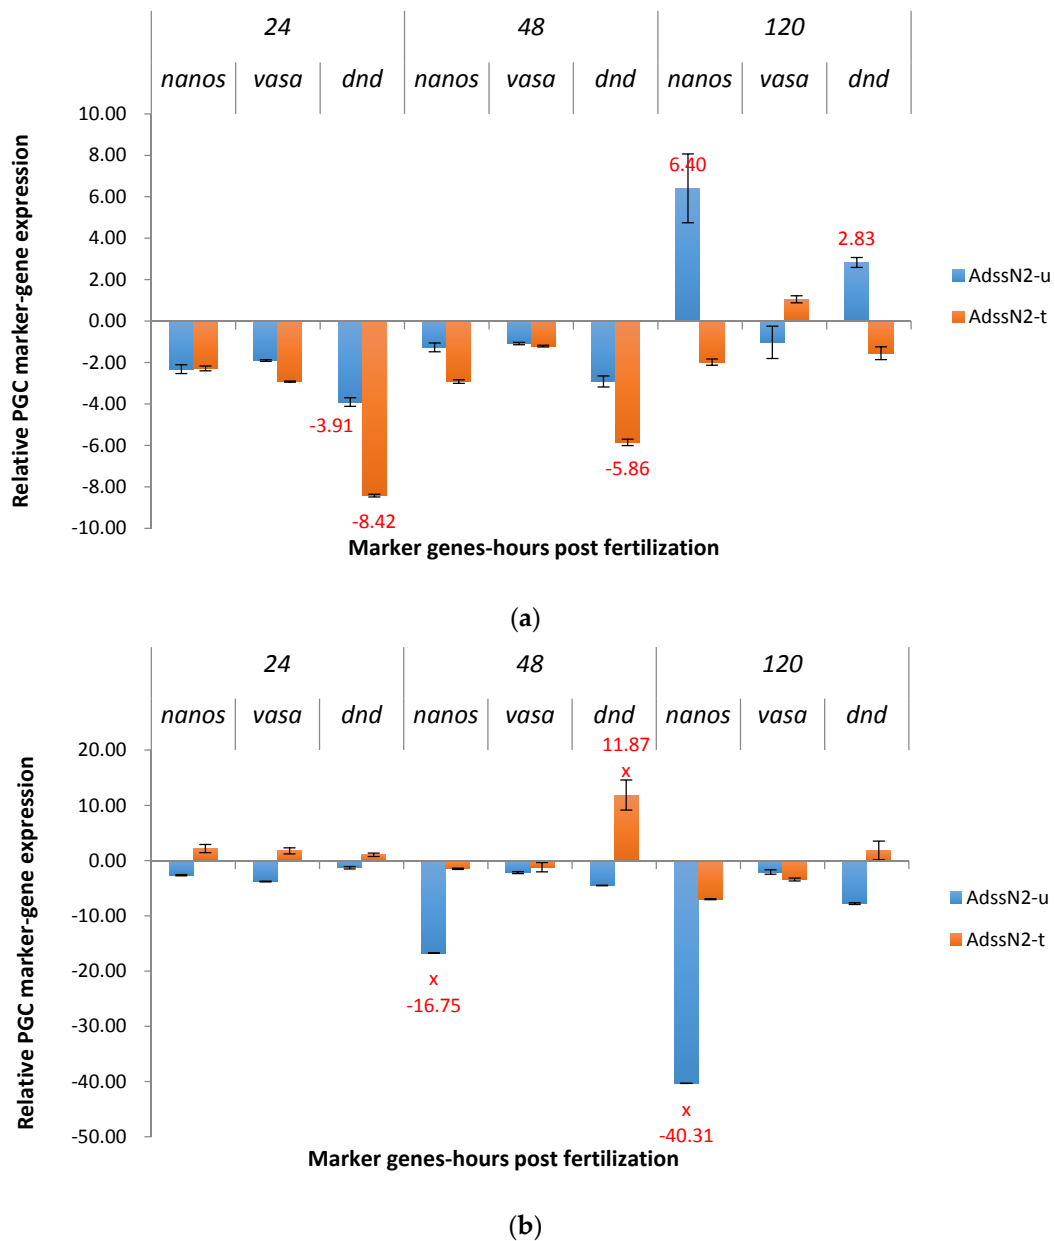 24 48 120
nanos vasa dnd nanos vasa dnd nanos vasa dnd
10.00
8.00
6.40
6.00
4.00
2.83
2.00
0.00
-2.00
-4.00
-3.91
-6.00
-5.86
-8.00
-8.42
-10.00
Relative PGC marker-gene expression
AdssN2-u
AdssN2-t
Marker genes-hours post fertilization
(a)
24 48 120
nanos vasa dnd nanos vasa dnd nanos vasa dnd
20.00
11.87
x
10.00
0.00
-10.00
-20.00
x
-16.75
-30.00
-40.00
x
-40.31
-50.00
Relative PGC marker-gene expression
AdssN2-u
AdssN2-t
Marker genes-hours post fertilization
(b)